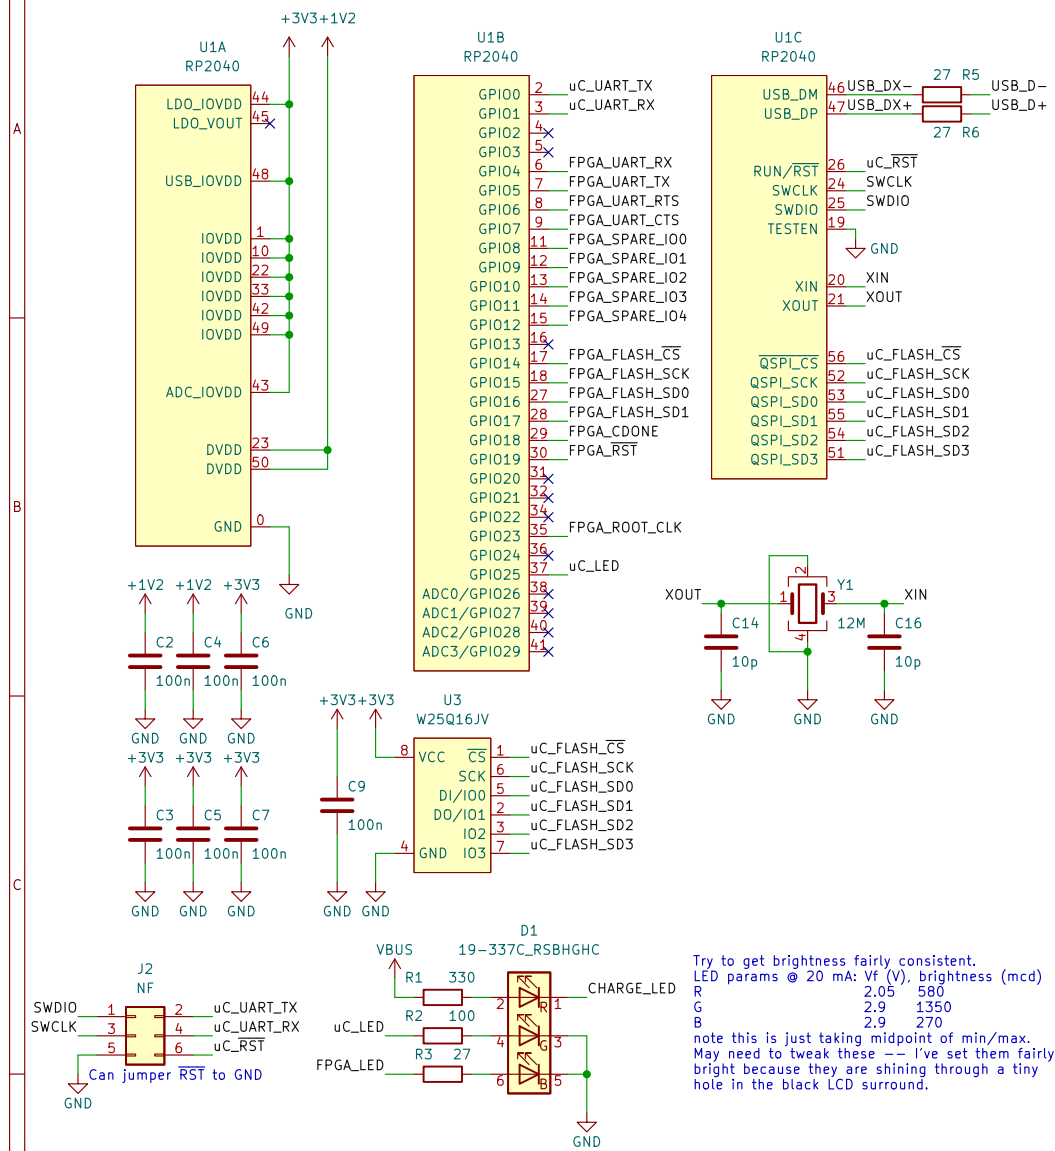 +3V3 +1V2
U1A
RP2040
LDO_IOVDD 44
LDO_VOUT 45
USB_IOVDD 48
IOVDD 1
IOVDD 10
IOVDD 22
IOVDD 33
IOVDD 42
IOVDD 49
ADC_IOVDD 43
DVDD 23
DVDD 50
GND 0
GND
U1B
RP2040
GPIO0 2 uC_UART_TX
GPIO1 3 uC_UART_RX
GPIO2 4
GPIO3 5
GPIO4 6 FPGA_UART_RX
GPIO5 7 FPGA_UART_TX
GPIO6 8 FPGA_UART_RTS
GPIO7 9 FPGA_UART_CTS
GPIO8 11 FPGA_SPARE_IO0
GPIO9 12 FPGA_SPARE_IO1
GPIO10 13 FPGA_SPARE_IO2
GPIO11 14 FPGA_SPARE_IO3
GPIO12 15 FPGA_SPARE_IO4
GPIO13 16
GPIO14 17 FPGA_FLASH_CS
GPIO15 18 FPGA_FLASH_SCK
GPIO16 27 FPGA_FLASH_SD0
GPIO17 28 FPGA_FLASH_SD1
GPIO18 29 FPGA_CDONE
GPIO19 30 FPGA_RST
GPIO20 31
GPIO21 32
GPIO22 34
GPIO23 35 FPGA_ROOT_CLK
GPIO24 36
GPIO25 37 uC_LED
ADC0/GPIO26 38
ADC1/GPIO27 39
ADC2/GPIO28 40
ADC3/GPIO29 41
U1C
RP2040
USB_DM 46 USB_DX- 27 R5 USB_D-
USB_DP 47 USB_DX+ 27 R6 USB_D+
RUN/RST 26 uC_RST
SWCLK 24 SWCLK
SWDIO 25 SWDIO
TESTEN 19
GND
XIN 20 XIN
XOUT 21 XOUT
QSPI_CS 56 uC_FLASH_CS
QSPI_SCK 52 uC_FLASH_SCK
QSPI_SD0 53 uC_FLASH_SD0
QSPI_SD1 55 uC_FLASH_SD1
QSPI_SD2 54 uC_FLASH_SD2
QSPI_SD3 51 uC_FLASH_SD3
A
B
C
+1V2 +1V2 +3V3
C2 C4 C6
100n 100n 100n
GND GND GND
+3V3 +3V3 +3V3
C3 C5 C7
100n 100n 100n
GND GND GND
+3V3 +3V3
C9
100n
GND GND
U3
W25Q16JV
8 VCC CS 1 uC_FLASH_CS
SCK 6 uC_FLASH_SCK
DI/IO0 5 uC_FLASH_SD0
DO/IO1 2 uC_FLASH_SD1
IO2 3 uC_FLASH_SD2
4 GND IO3 7 uC_FLASH_SD3
2 Y1
XOUT 1 3 XIN
C14 4 12M C16
10p 10p
GND GND GND
J2
NF
SWDIO 1 2 uC_UART_TX
SWCLK 3 4 uC_UART_RX
5 6 uC_RST
Can jumper RST to GND
GND
D1
19-337C_RSBHGHC
VBUS
R1 330
2 R 1 CHARGE_LED
R2 100
uC_LED 4 G 3
R3 27
FPGA_LED 6 B 5
GND
Try to get brightness fairly consistent.
LED params @ 20 mA: Vf (V), brightness (mcd)
R 2.05 580
G 2.9 1350
B 2.9 270
note this is just taking midpoint of min/max.
May need to tweak these -- I've set them fairly
bright because they are shining through a tiny
hole in the black LCD surround.